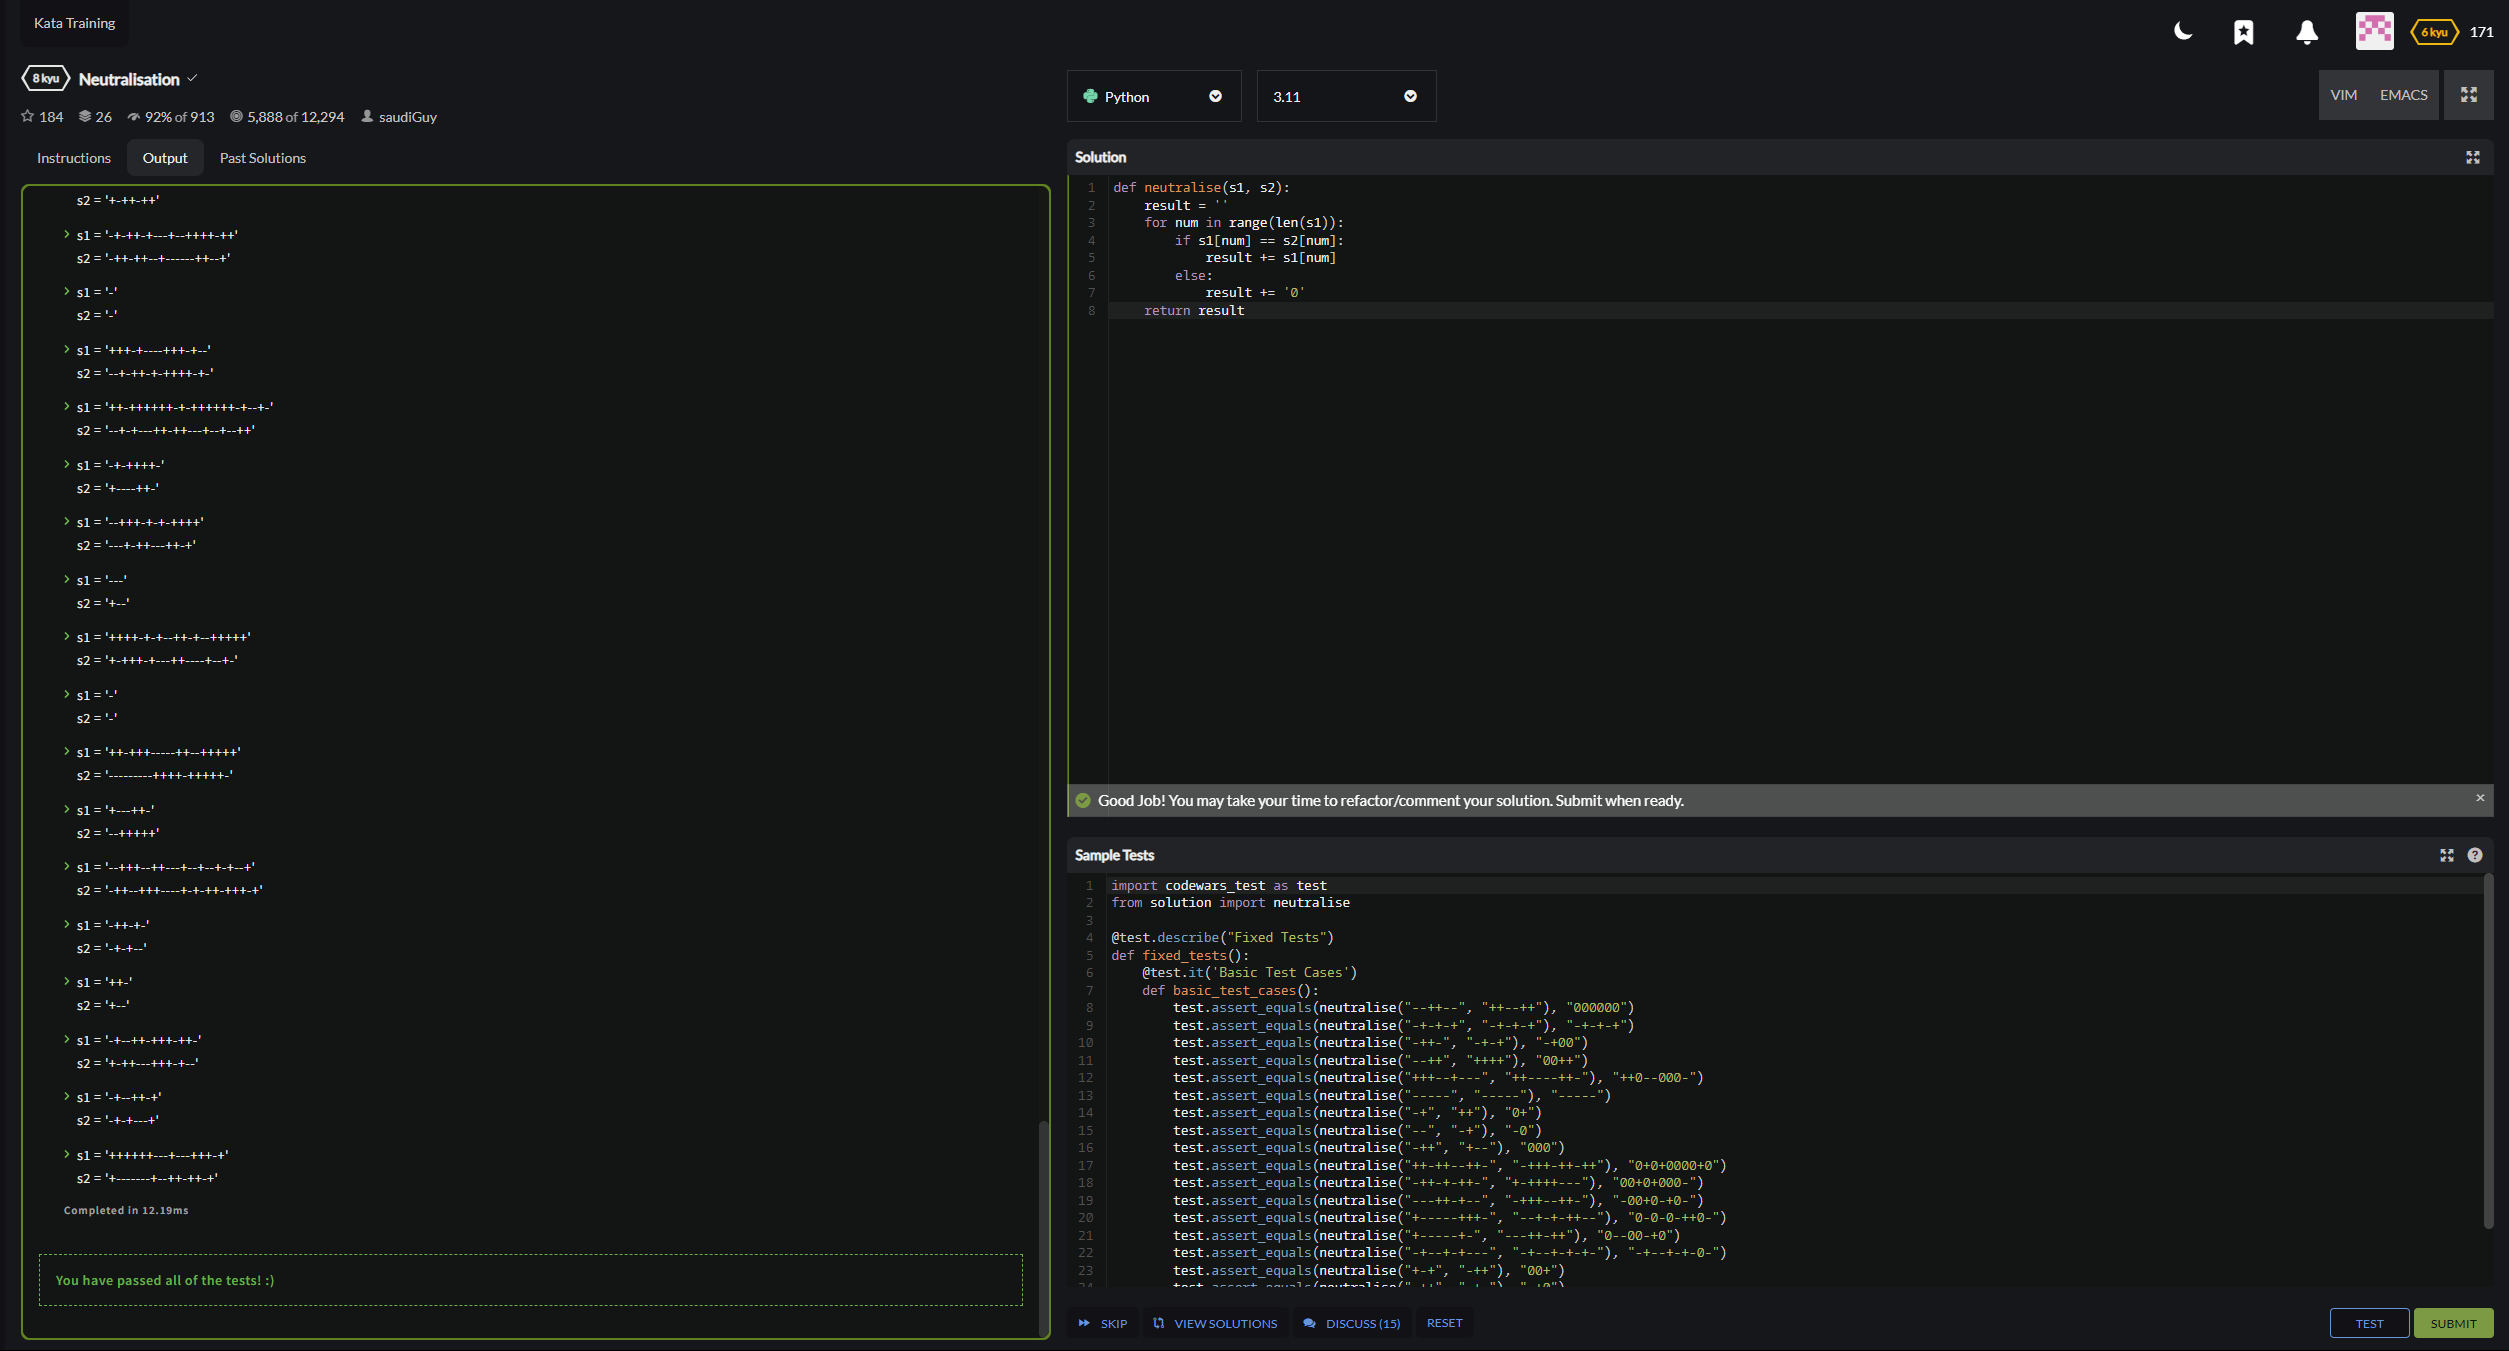 Kata Training
6 kyu 171
8 kyu Neutralisation
184 26 92% of 913 5,888 of 12,294 saudiGuy
Instructions Output Past Solutions
s2 = '+-++-++'
s1 = '-+-++-+---+--++++-++'
s2 = '-++-++--+------++--+'
s1 = '-'
s2 = '-'
s1 = '+++-+----+++-+--'
s2 = '--+-++-+-++++-+-'
s1 = '++-++++++-+-++++++-+--+-'
s2 = '--+-+---++-++---+--+--++'
s1 = '-+-++++-'
s2 = '+----++-'
s1 = '--+++-+-+-++++'
s2 = '---+-++---++-+'
s1 = '---'
s2 = '+--'
s1 = '++++-+-+--++-+--+++++'
s2 = '+-+++-+---++----+--+-'
s1 = '-'
s2 = '-'
s1 = '++-+++-----++--+++++'
s2 = '---------++++-+++++-'
s1 = '+---++-'
s2 = '--+++++'
s1 = '--+++--++---+--+--+-+--+'
s2 = '-++--+++----+-+-++-+++-+'
s1 = '-++-+-'
s2 = '-+-+--'
s1 = '++-'
s2 = '+--'
s1 = '-+--++-+++-++-'
s2 = '+-++---+++-+--'
s1 = '-+--++-+'
s2 = '-+-+---+'
s1 = '++++++---+---+++-+'
s2 = '+-------+--++-++-+'
Completed in 12.19ms
You have passed all of the tests! :)
Python 3.11 VIM EMACS
Solution
1 def neutralise(s1, s2):
2 result = ''
3 for num in range(len(s1)):
4 if s1[num] == s2[num]:
5 result += s1[num]
6 else:
7 result += '0'
8 return result
Good Job! You may take your time to refactor/comment your solution. Submit when ready.
Sample Tests
1 import codewars_test as test
2 from solution import neutralise
3
4 @test.describe("Fixed Tests")
5 def fixed_tests():
6 @test.it('Basic Test Cases')
7 def basic_test_cases():
8 test.assert_equals(neutralise("--++--", "++--++"), "000000")
9 test.assert_equals(neutralise("-+-+-+", "-+-+-+"), "-+-+-+")
10 test.assert_equals(neutralise("-++-", "-+-+"), "-+00")
11 test.assert_equals(neutralise("--++", "++++"), "00++")
12 test.assert_equals(neutralise("+++--+---", "++----++-"), "++0--000-")
13 test.assert_equals(neutralise("-----", "-----"), "-----")
14 test.assert_equals(neutralise("-+", "++"), "0+")
15 test.assert_equals(neutralise("--", "-+"), "-0")
16 test.assert_equals(neutralise("-++", "+--"), "000")
17 test.assert_equals(neutralise("++-++--++-", "-+++-++-++"), "0+0+0000+0")
18 test.assert_equals(neutralise("-++-+-++-", "+-++++---"), "00+0+000-")
19 test.assert_equals(neutralise("---++-+--", "-+++--++-"), "-00+0-+0-")
20 test.assert_equals(neutralise("+-----+++-", "--+-+-++--"), "0-0-0-++0-")
21 test.assert_equals(neutralise("+-----+-", "---++-++"), "0--00-+0")
22 test.assert_equals(neutralise("-+--+-+---", "-+--+-+-+-"), "-+--+-+-0-")
23 test.assert_equals(neutralise("+-+", "-++"), "00+")
SKIP VIEW SOLUTIONS DISCUSS (15) RESET TEST SUBMIT